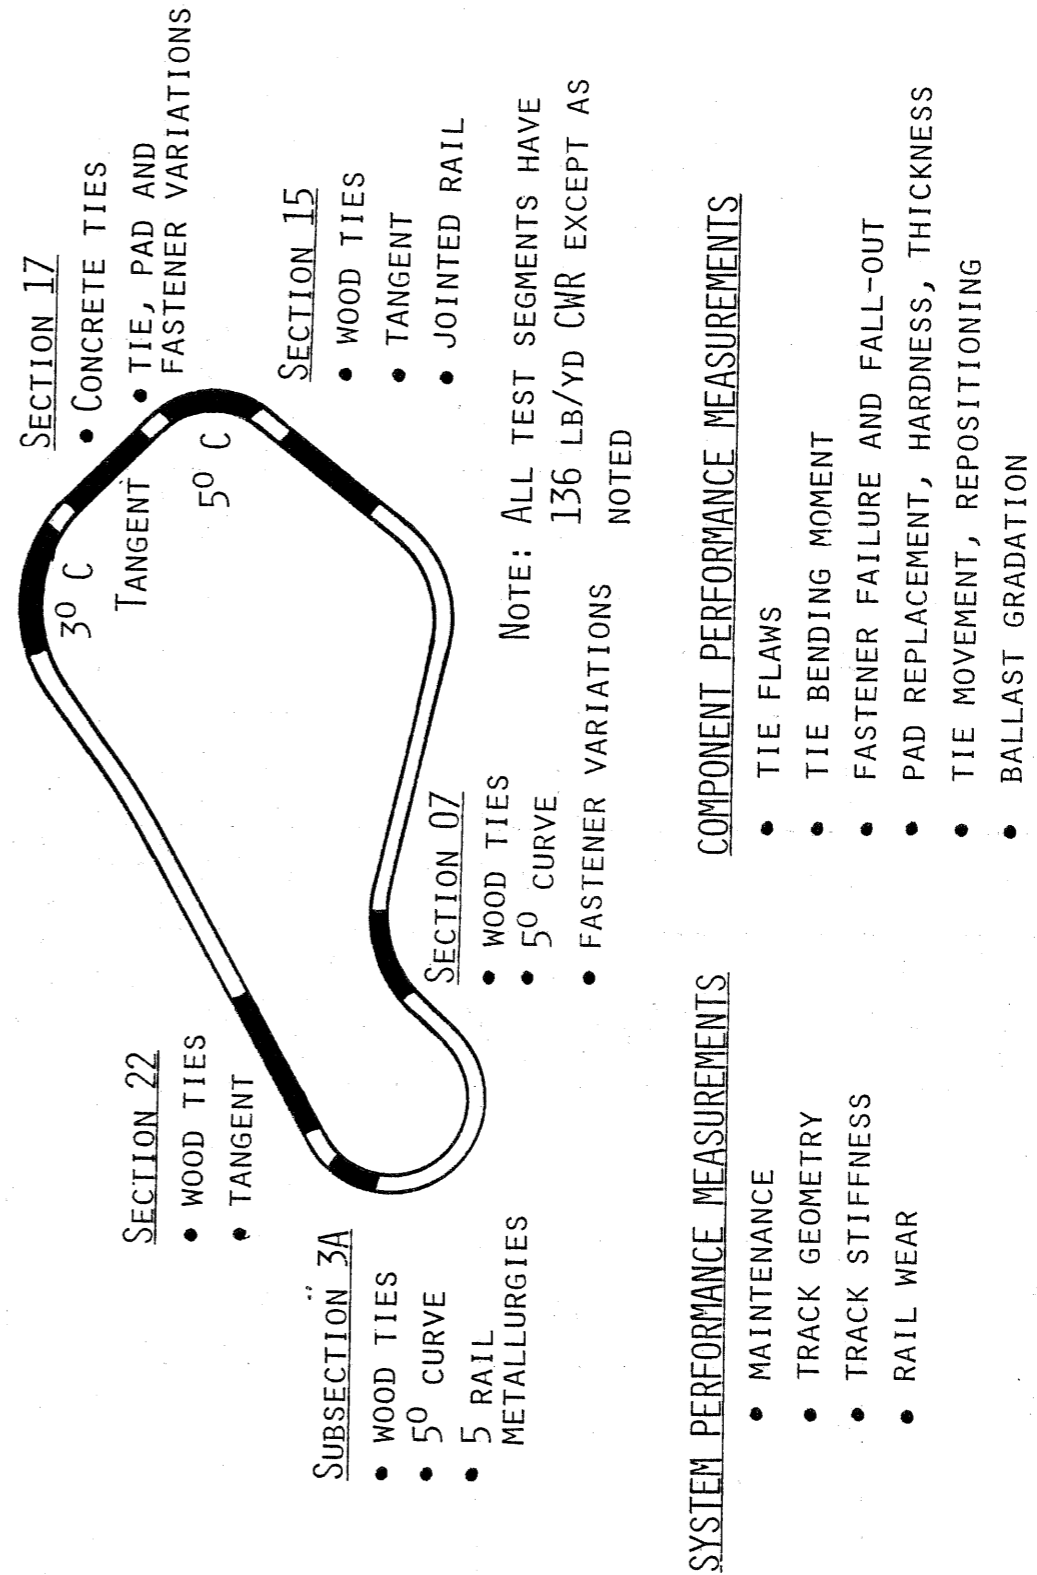 SECTION 22
• WOOD TIES
• TANGENT
SUBSECTION 3A
• WOOD TIES
• 5⁰ CURVE
• 5 RAIL
METALLURGIES
3⁰ C
TANGENT
5⁰ C
SECTION 17
• CONCRETE TIES
• TIE, PAD AND
FASTENER VARIATIONS
SECTION 15
• WOOD TIES
• TANGENT
• JOINTED RAIL
SECTION 07
• WOOD TIES
• 5⁰ CURVE
• FASTENER VARIATIONS
NOTE: ALL TEST SEGMENTS HAVE
136 LB/YD CWR EXCEPT AS
NOTED
SYSTEM PERFORMANCE MEASUREMENTS
• MAINTENANCE
• TRACK GEOMETRY
• TRACK STIFFNESS
• RAIL WEAR
COMPONENT PERFORMANCE MEASUREMENTS
• TIE FLAWS
• TIE BENDING MOMENT
• FASTENER FAILURE AND FALL-OUT
• PAD REPLACEMENT, HARDNESS, THICKNESS
• TIE MOVEMENT, REPOSITIONING
• BALLAST GRADATION